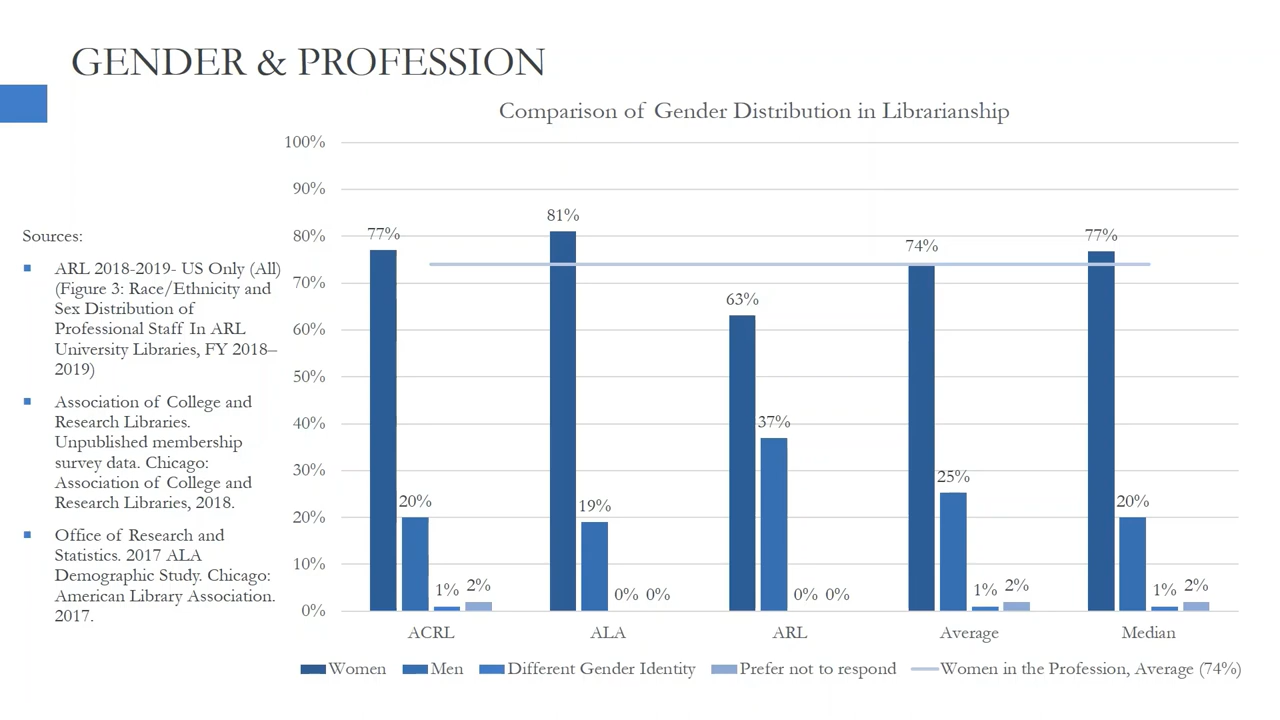 GENDER & PROFESSION
Comparison of Gender Distribution in Librarianship
Sources:
ARL 2018-2019- US Only (All)
(Figure 3: Race/Ethnicity and
Sex Distribution of
Professional Staff In ARL
University Libraries, FY 2018–
2019)
Association of College and
Research Libraries.
Unpublished membership
survey data. Chicago:
Association of College and
Research Libraries, 2018.
Office of Research and
Statistics. 2017 ALA
Demographic Study. Chicago:
American Library Association.
2017.
100%
90%
80%
70%
60%
50%
40%
30%
20%
10%
0%
77%
20%
1%
2%
81%
19%
0%
0%
63%
37%
0%
0%
74%
25%
1%
2%
77%
20%
1%
2%
ACRL
ALA
ARL
Average
Median
Women
Men
Different Gender Identity
Prefer not to respond
Women in the Profession, Average (74%)